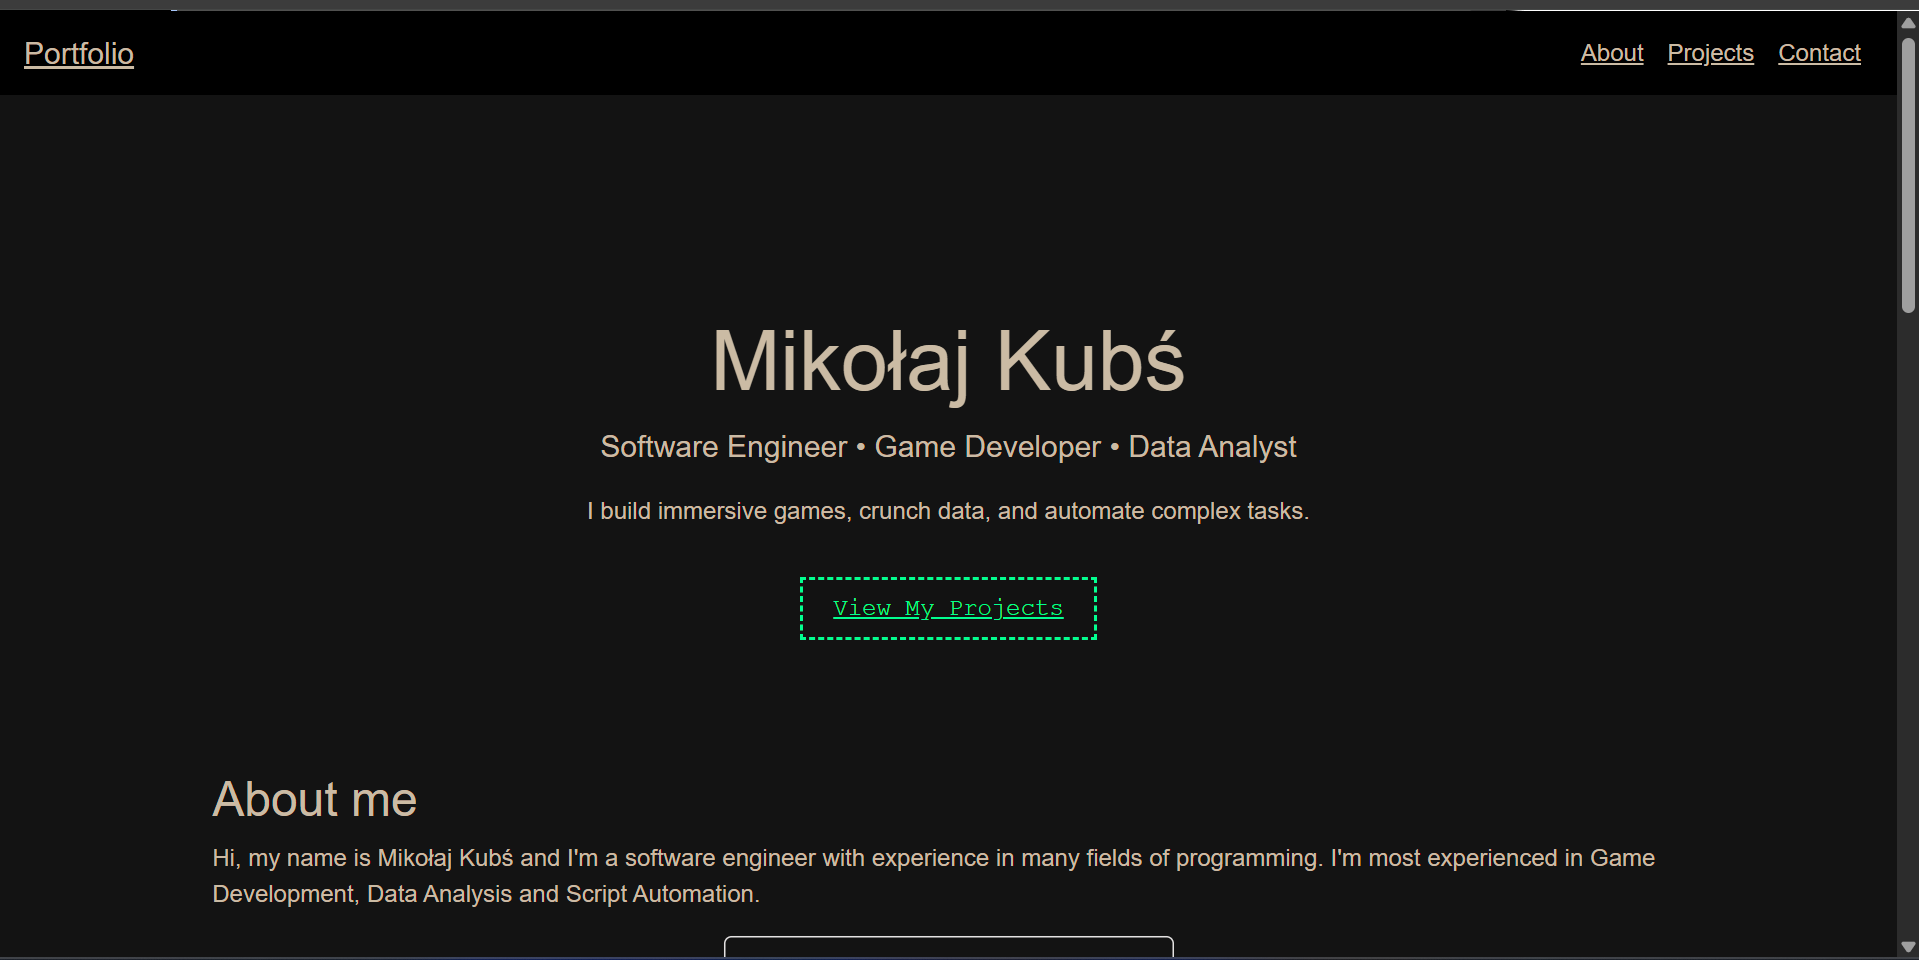 Portfolio
About Projects Contact
Mikołaj Kubś
Software Engineer • Game Developer • Data Analyst
I build immersive games, crunch data, and automate complex tasks.
View My Projects
About me
Hi, my name is Mikołaj Kubś and I'm a software engineer with experience in many fields of programming. I'm most experienced in Game
Development, Data Analysis and Script Automation.